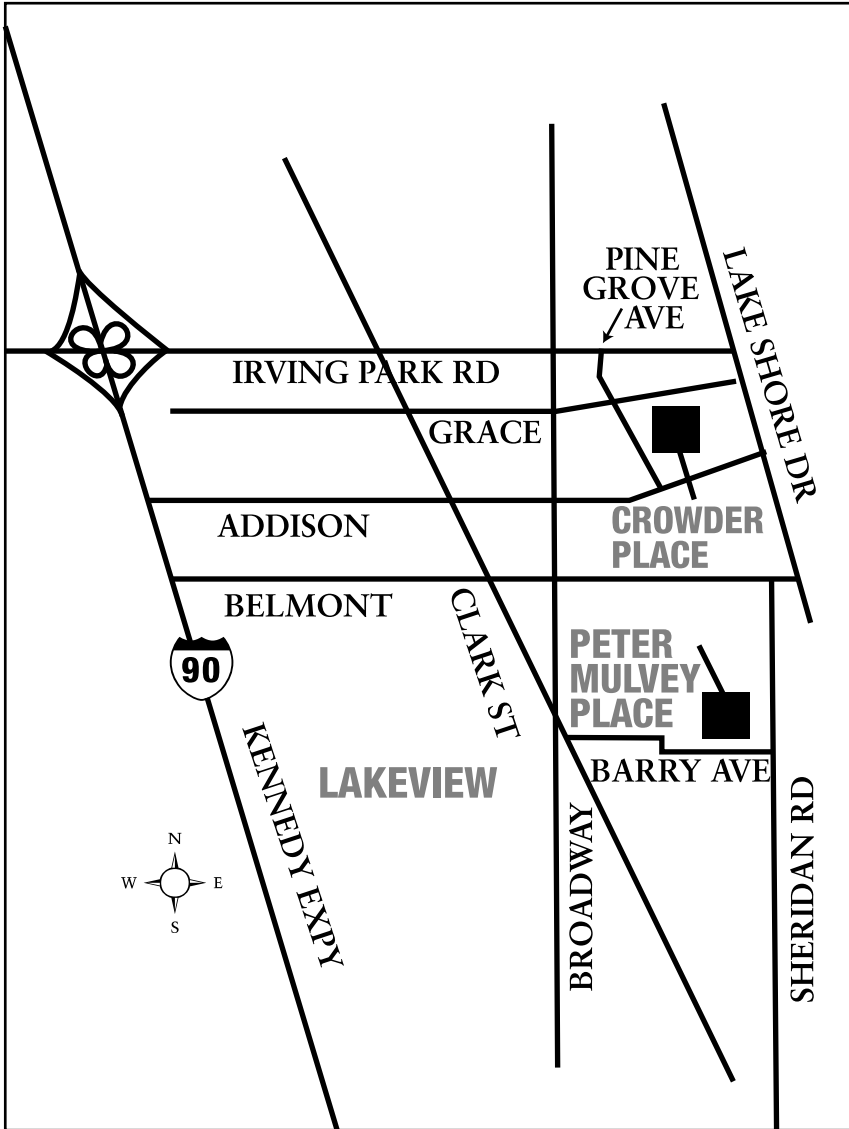 PINE
GROVE
AVE
LAKE SHORE DR
IRVING PARK RD
GRACE
ADDISON
CROWDER
PLACE
BELMONT
CLARK ST
PETER
MULVEY
PLACE
90
BARRY AVE
KENNEDY EXPY
LAKEVIEW
BROADWAY
SHERIDAN RD
N
W
E
S